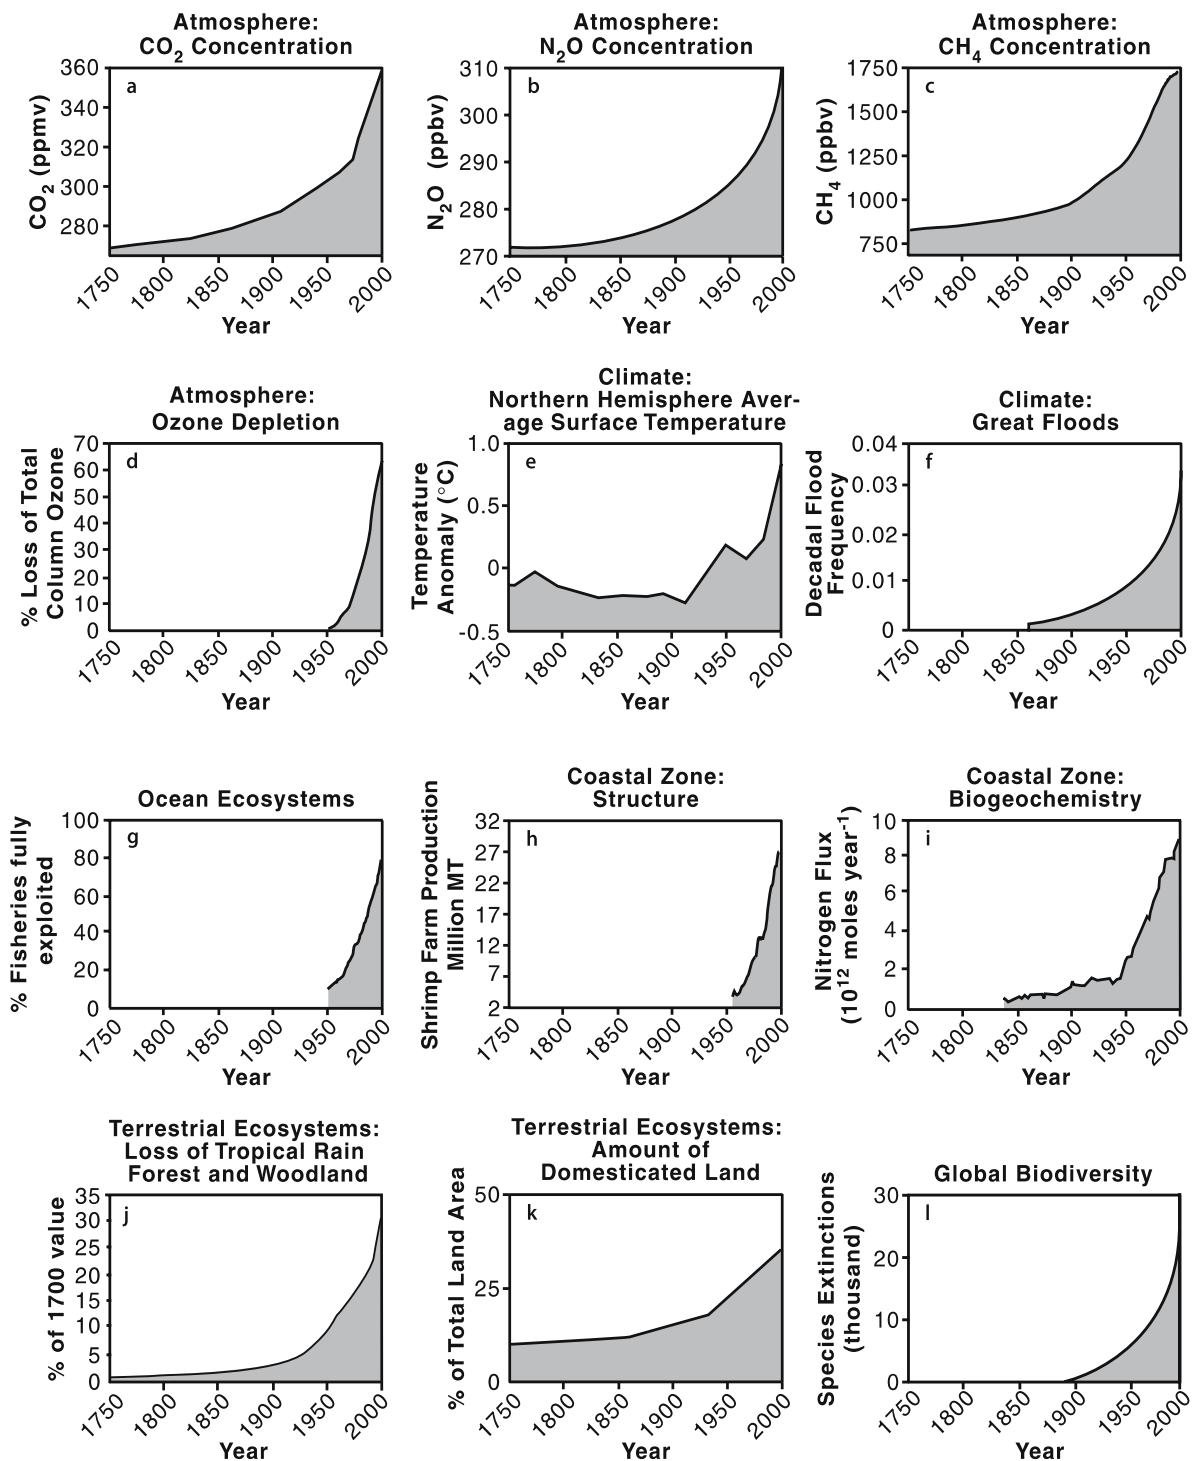 Atmosphere:
CO2 Concentration
CO2 (ppmv)
360
340
320
300
280
a
1750
1800
1850
1900
1950
2000
Year
Atmosphere:
N2O Concentration
N2O (ppbv)
310
300
290
280
270
b
1750
1800
1850
1900
1950
2000
Year
Atmosphere:
CH4 Concentration
CH4 (ppbv)
1750
1500
1250
1000
750
c
1750
1800
1850
1900
1950
2000
Year
Atmosphere:
Ozone Depletion
% Loss of Total
Column Ozone
70
60
50
40
30
20
10
0
d
1750
1800
1850
1900
1950
2000
Year
Climate:
Northern Hemisphere Aver-
age Surface Temperature
Temperature
Anomaly (°C)
1.0
0.5
0
-0.5
e
1750
1800
1850
1900
1950
2000
Year
Climate:
Great Floods
Decadal Flood
Frequency
0.04
0.03
0.02
0.01
0
f
1750
1800
1850
1900
1950
2000
Year
Ocean Ecosystems
% Fisheries fully
exploited
100
80
60
40
20
0
g
1750
1800
1850
1900
1950
2000
Year
Coastal Zone:
Structure
Shrimp Farm Production
Million MT
32
27
22
17
12
7
2
h
1750
1800
1850
1900
1950
2000
Year
Coastal Zone:
Biogeochemistry
Nitrogen Flux
(10¹² moles year⁻¹)
10
8
6
4
2
0
i
1750
1800
1850
1900
1950
2000
Year
Terrestrial Ecosystems:
Loss of Tropical Rain
Forest and Woodland
% of 1700 value
35
30
25
20
15
10
5
0
j
1750
1800
1850
1900
1950
2000
Year
Terrestrial Ecosystems:
Amount of
Domesticated Land
% of Total Land Area
50
25
0
k
1750
1800
1850
1900
1950
2000
Year
Global Biodiversity
Species Extinctions
(thousand)
30
20
10
0
l
1750
1800
1850
1900
1950
2000
Year